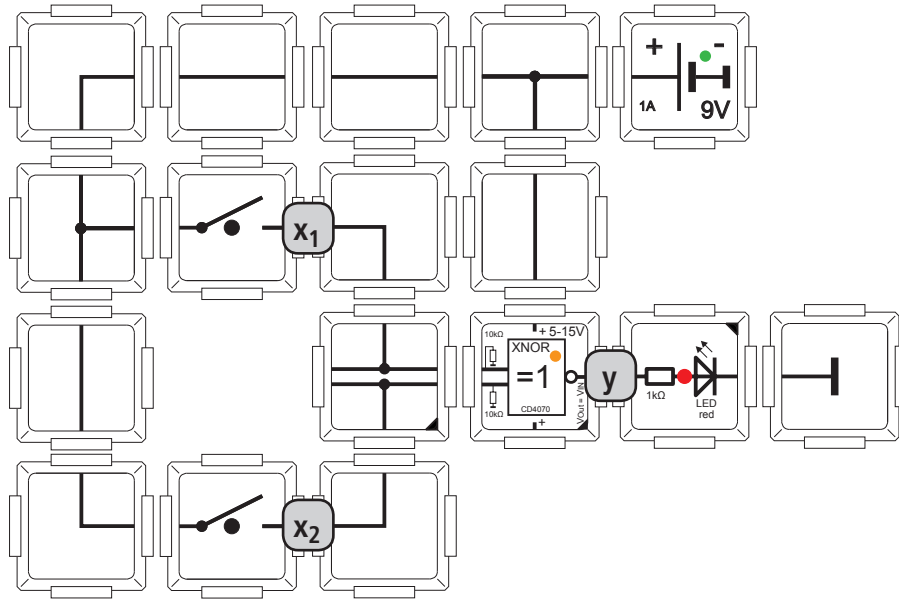 + -
1A 9V
x1
10kΩ + 5-15V
XNOR
=1
CD4070
10kΩ +
VOut = VIN
y
1kΩ
LED
red
x2